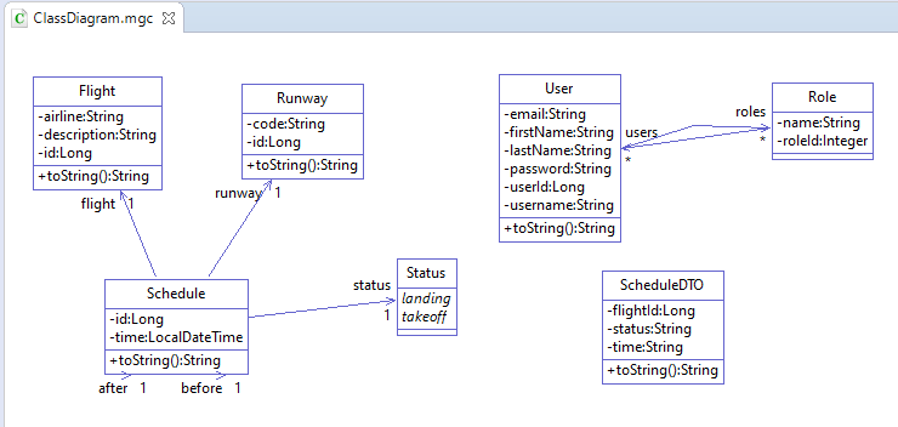 ClassDiagram.mgc
Flight
-airline:String
-description:String
-id:Long
+toString():String
flight 1
Runway
-code:String
-id:Long
+toString():String
runway 1
User
-email:String
-firstName:String
-lastName:String
-password:String
-userId:Long
-username:String
+toString():String
users
*
roles
*
Role
-name:String
-roleId:Integer
Schedule
-id:Long
-time:LocalDateTime
+toString():String
after 1 before 1
status
1
Status
landing
takeoff
ScheduleDTO
-flightId:Long
-status:String
-time:String
+toString():String